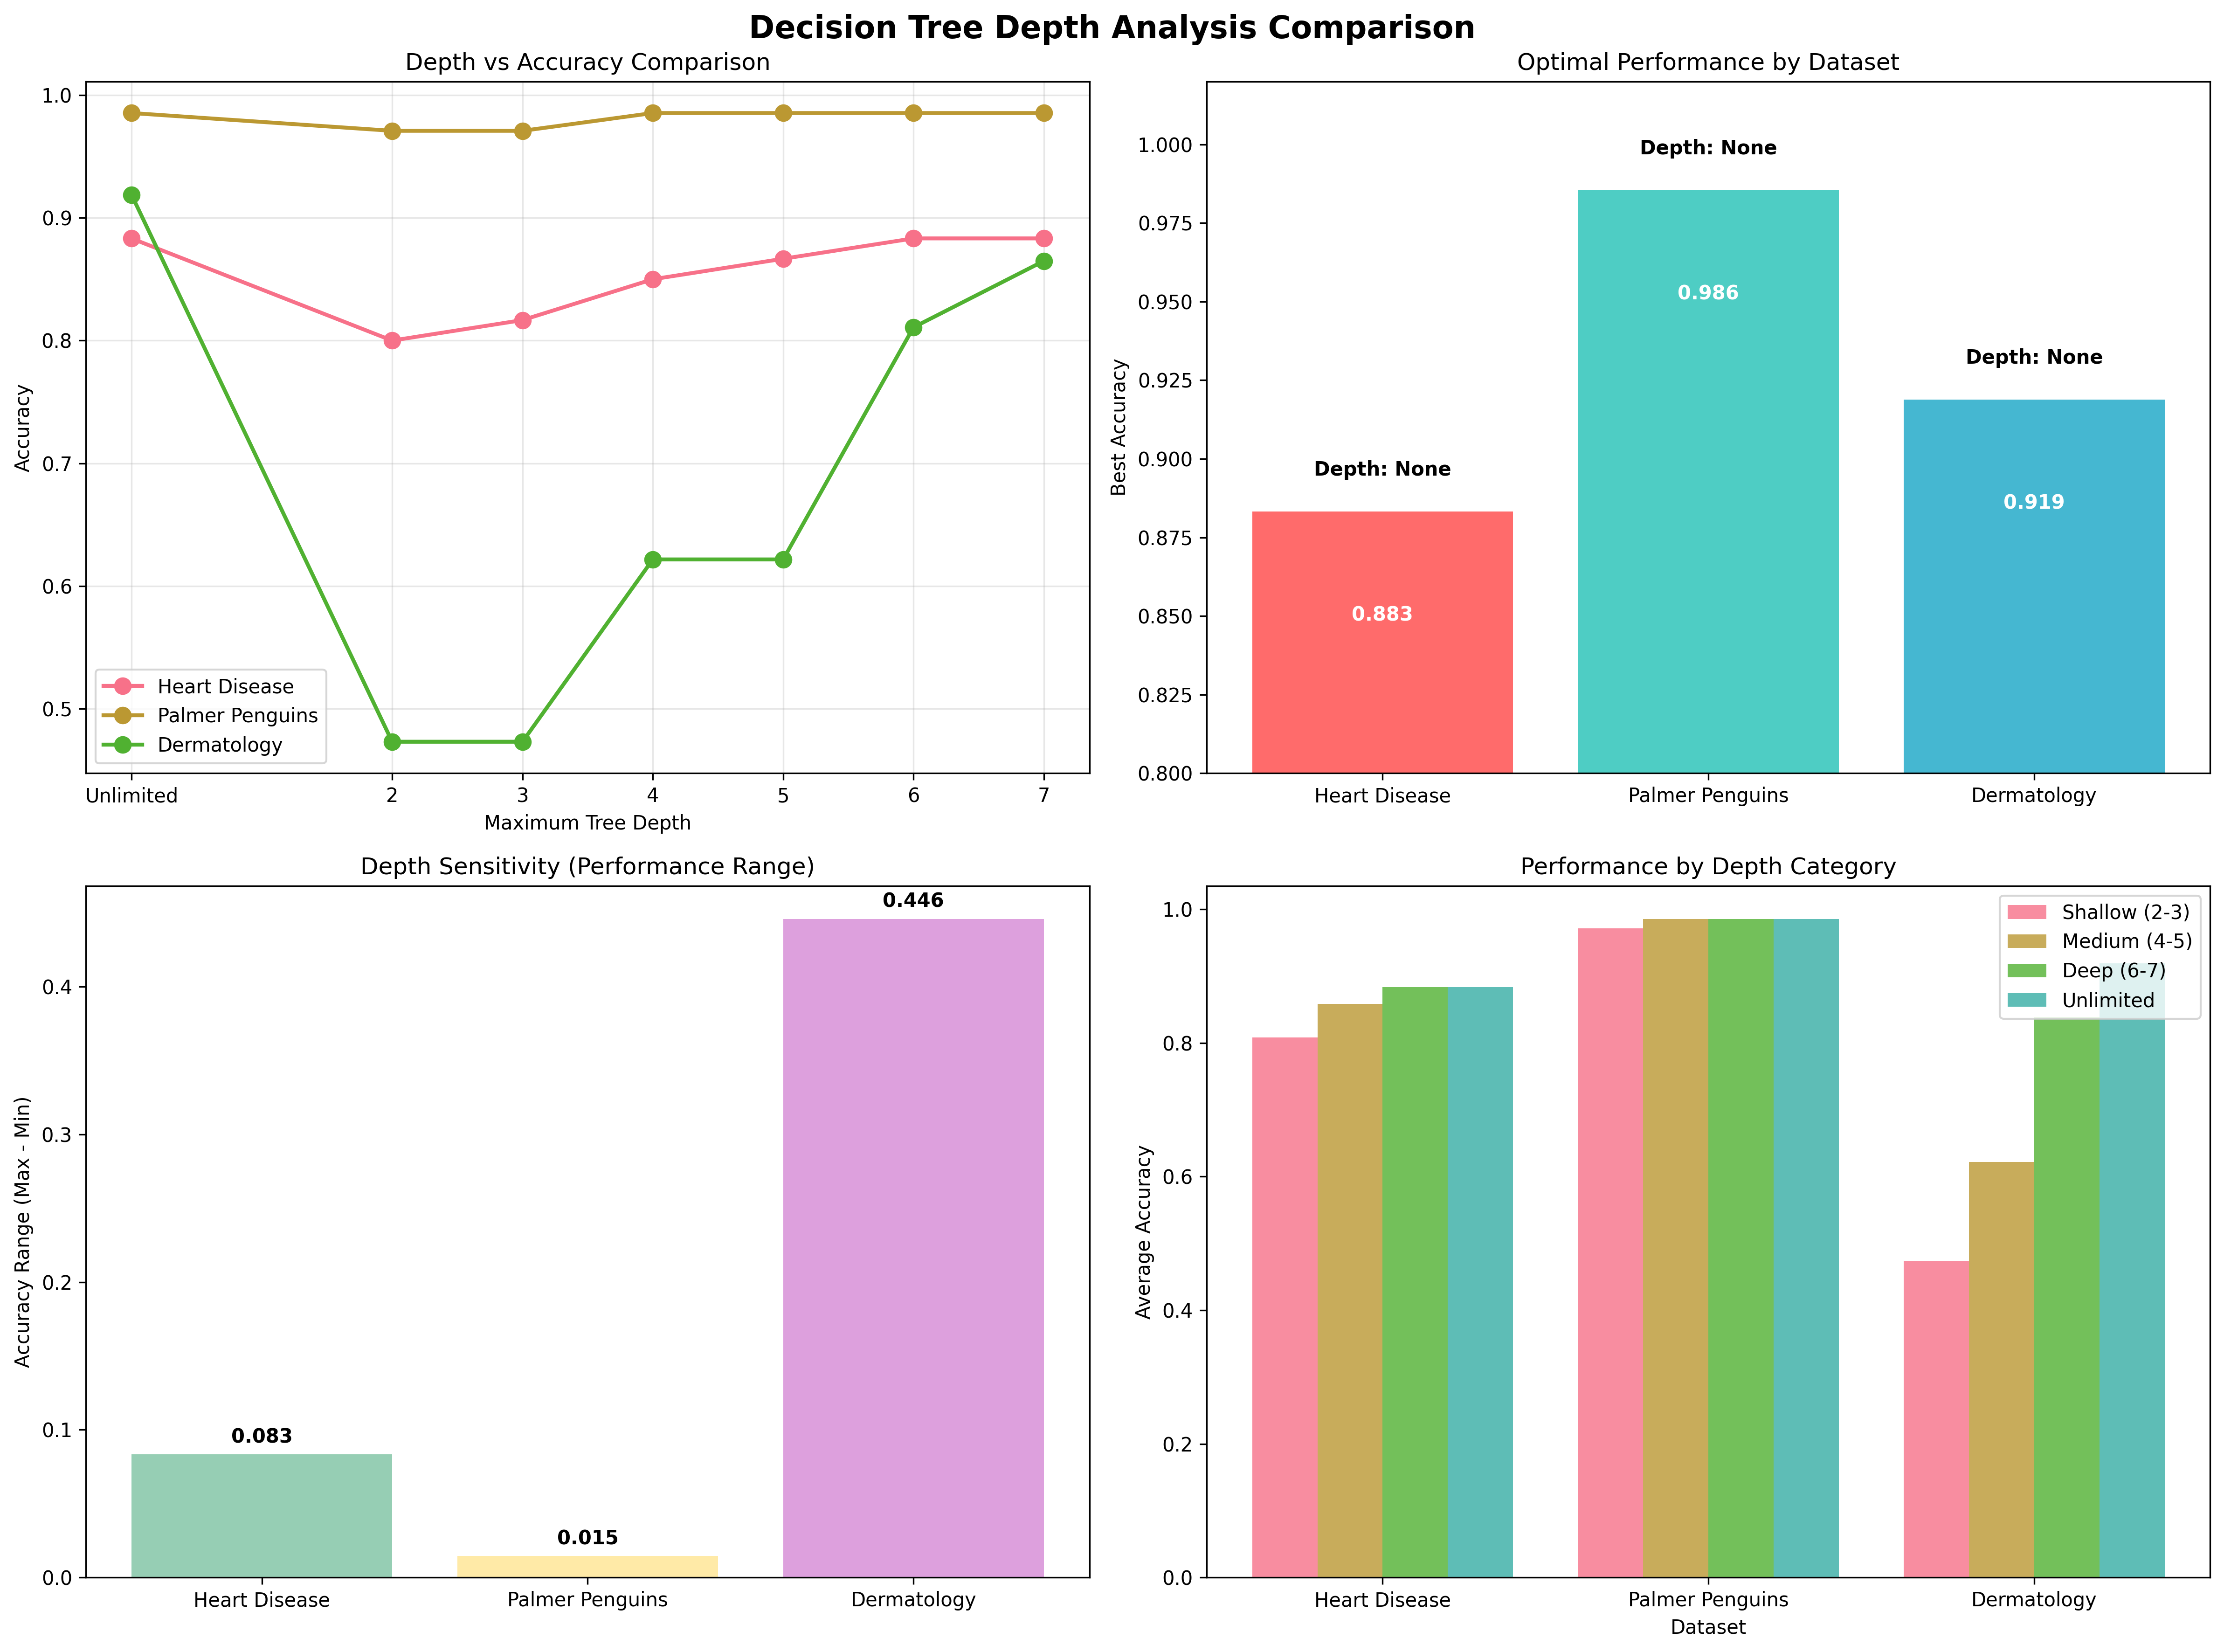 Decision Tree Depth Analysis Comparison
Depth vs Accuracy Comparison
1.0
0.9
0.8
0.7
0.6
0.5
Accuracy
Heart Disease
Palmer Penguins
Dermatology
Unlimited 2 3 4 5 6 7
Maximum Tree Depth
Optimal Performance by Dataset
1.000
0.975
0.950
0.925
0.900
0.875
0.850
0.825
0.800
Best Accuracy
Depth: None
0.883
Depth: None
0.986
Depth: None
0.919
Heart Disease Palmer Penguins Dermatology
Depth Sensitivity (Performance Range)
0.4
0.3
0.2
0.1
0.0
Accuracy Range (Max - Min)
0.083
0.015
0.446
Heart Disease Palmer Penguins Dermatology
Performance by Depth Category
1.0
0.8
0.6
0.4
0.2
0.0
Average Accuracy
Shallow (2-3)
Medium (4-5)
Deep (6-7)
Unlimited
Heart Disease Palmer Penguins Dermatology
Dataset